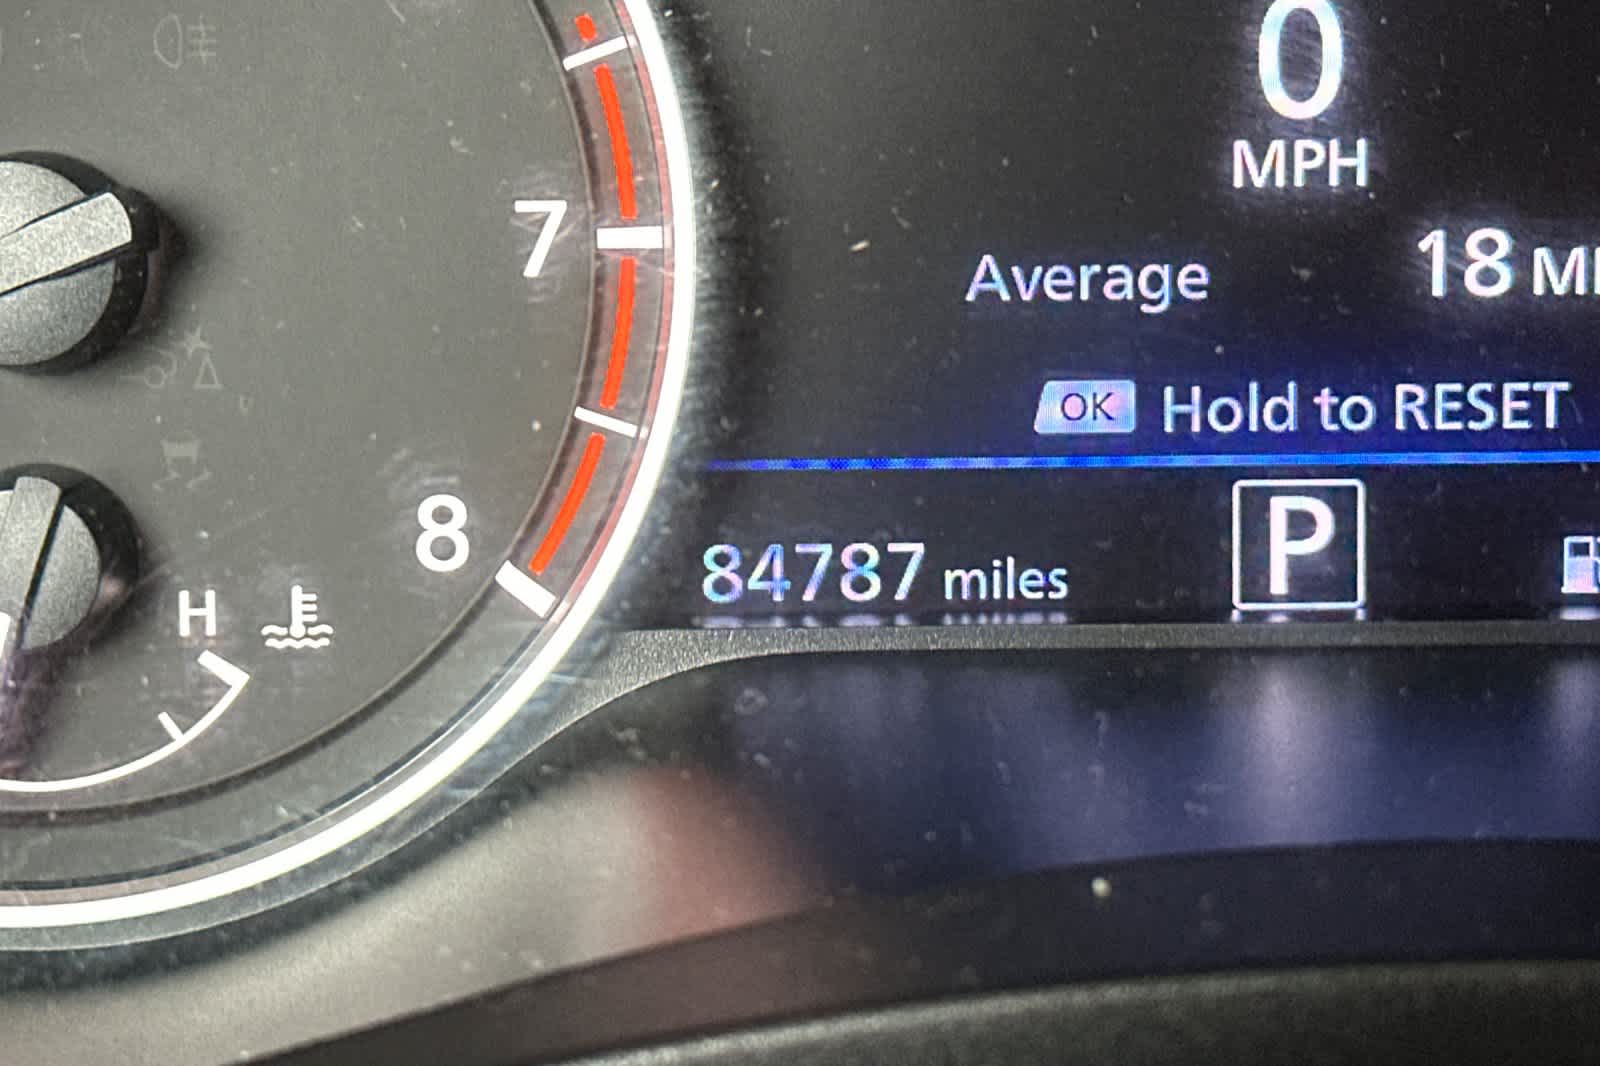 0
MPH
7
Average 18
OK Hold to RESET
8
84787 miles
P
H